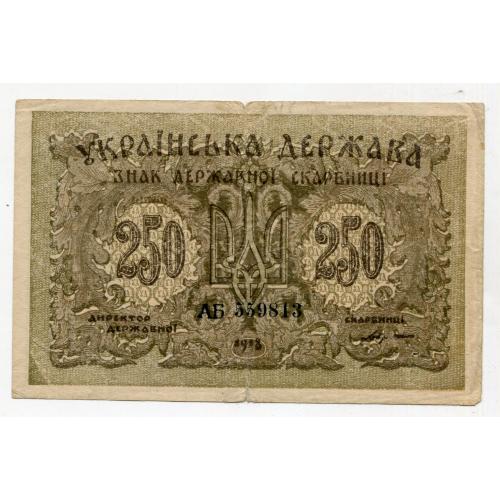 УКРАЇНСЬКА ДЕРЖАВА
ЗНАК ДЕРЖАВНОЇ СКАРБНИЦІ
250 250
АБ 559813
ДИРЕКТОР ДЕРЖАВНОЇ СКАРБНИЦІ
1918